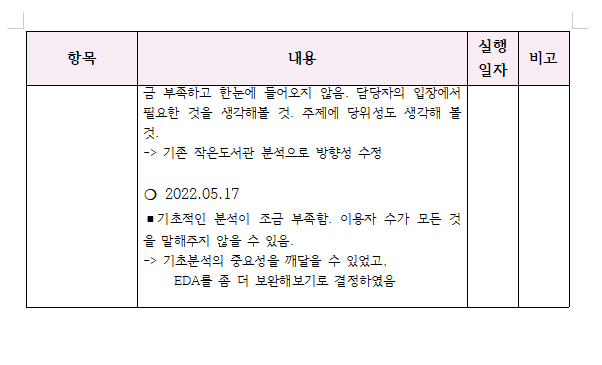 항목
내용
실행
일자
비고
금 부족하고 한눈에 들어오지 않음. 담당자의 입장에서
필요한 것을 생각해볼 것. 주제에 당위성도 생각해 볼
것.
-> 기존 작은도서관 분석으로 방향성 수정
❍ 2022.05.17
■기초적인 분석이 조금 부족함. 이용자 수가 모든 것
을 말해주지 않을 수 있음.
-> 기초분석의 중요성을 깨달을 수 있었고,
EDA를 좀 더 보완해보기로 결정하였음